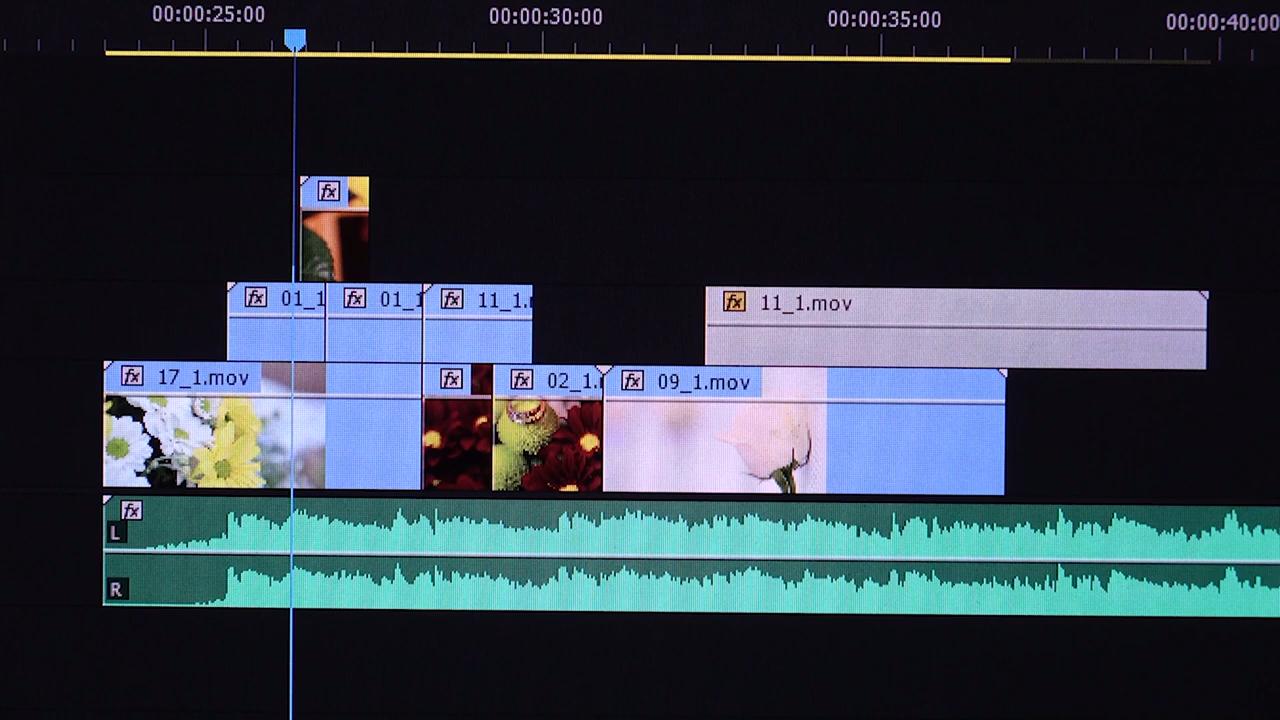 00:00:25:00 00:00:30:00 00:00:35:00 00:00:40:00
fx
fx 01_1 fx 01_1 fx 11_1. fx 11_1.mov
fx 17_1.mov fx fx 02_1. fx 09_1.mov
fx
L
R